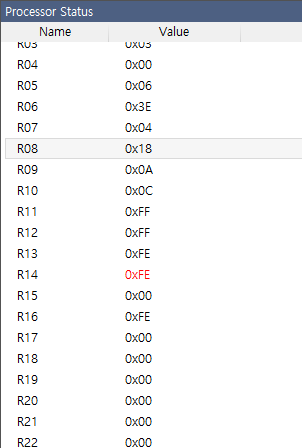 Processor Status
Name Value
R03 0x03
R04 0x00
R05 0x06
R06 0x3E
R07 0x04
R08 0x18
R09 0x0A
R10 0x0C
R11 0xFF
R12 0xFF
R13 0xFE
R14 0xFE
R15 0x00
R16 0xFE
R17 0x00
R18 0x00
R19 0x00
R20 0x00
R21 0x00
R22 0x00